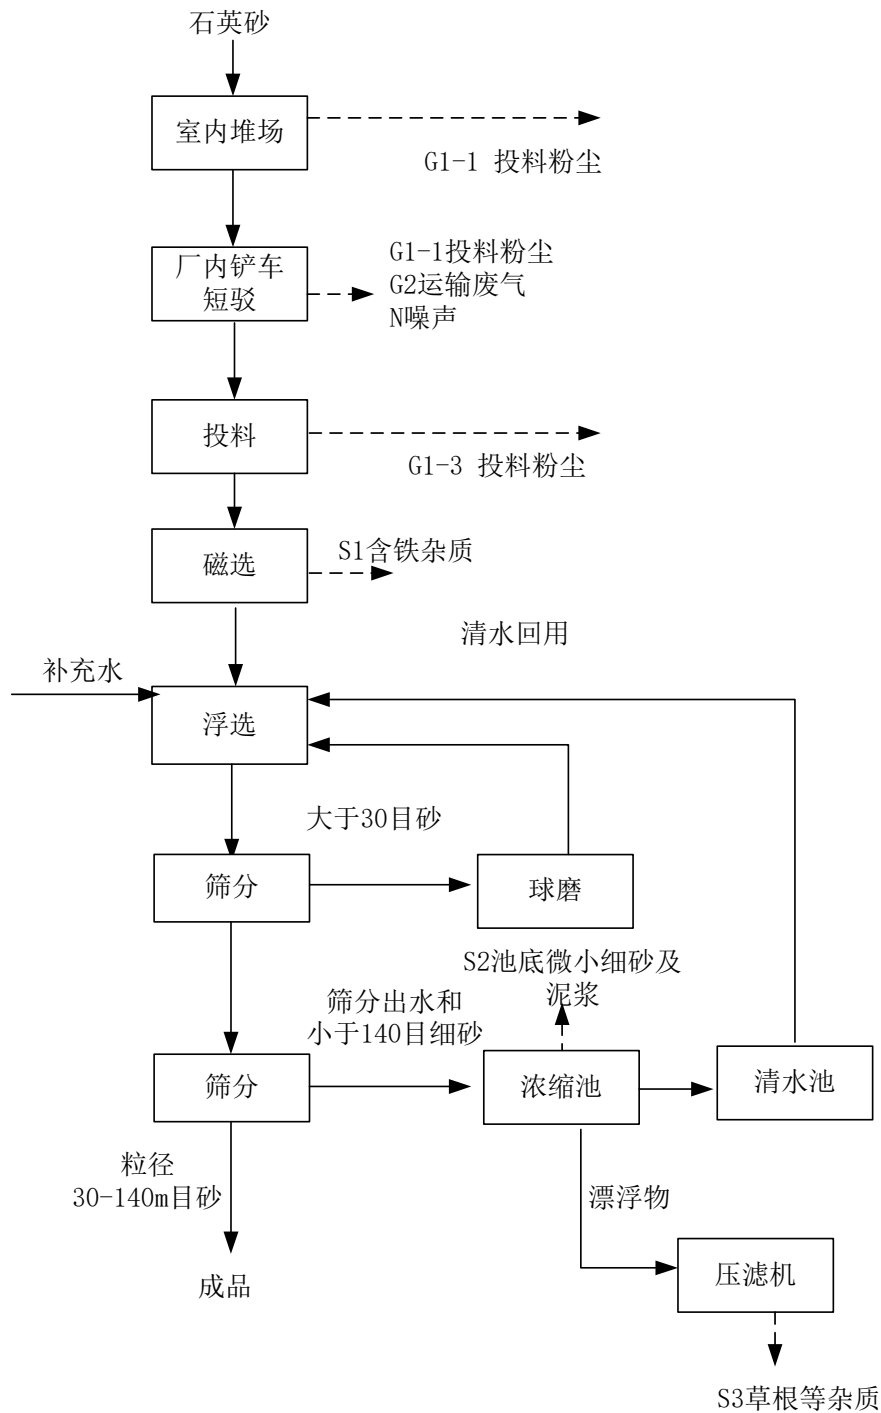 石英砂
室内堆场
G1-1 投料粉尘
厂内铲车
短驳
G1-1投料粉尘
G2运输废气
N噪声
投料
G1-3 投料粉尘
磁选
S1含铁杂质
清水回用
补充水
浮选
大于30目砂
筛分
球磨
S2池底微小细砂及
泥浆
筛分出水和
小于140目细砂
筛分
浓缩池
清水池
粒径
30-140m目砂
漂浮物
成品
压滤机
S3草根等杂质